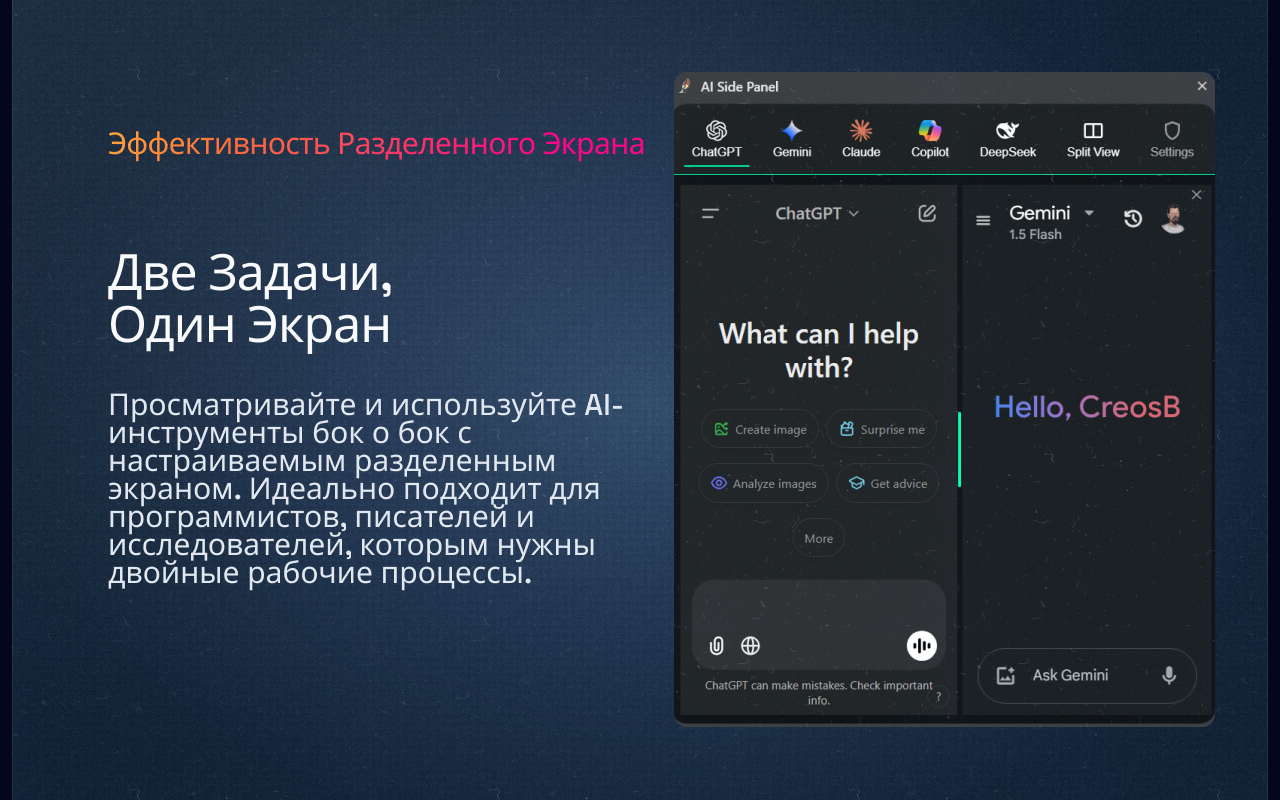 Эффективность Разделенного Экрана
Две Задачи,
Один Экран
Просматривайте и используйте AI-
инструменты бок о бок с
настраиваемым разделенным
экраном. Идеально подходит для
программистов, писателей и
исследователей, которым нужны
двойные рабочие процессы.
AI Side Panel
ChatGPT Gemini Claude Copilot DeepSeek Split View Settings
ChatGPT
What can I help
with?
Create image Surprise me
Analyze images Get advice
More
ChatGPT can make mistakes. Check important
info.
?
Gemini
1.5 Flash
Hello, CreosB
Ask Gemini